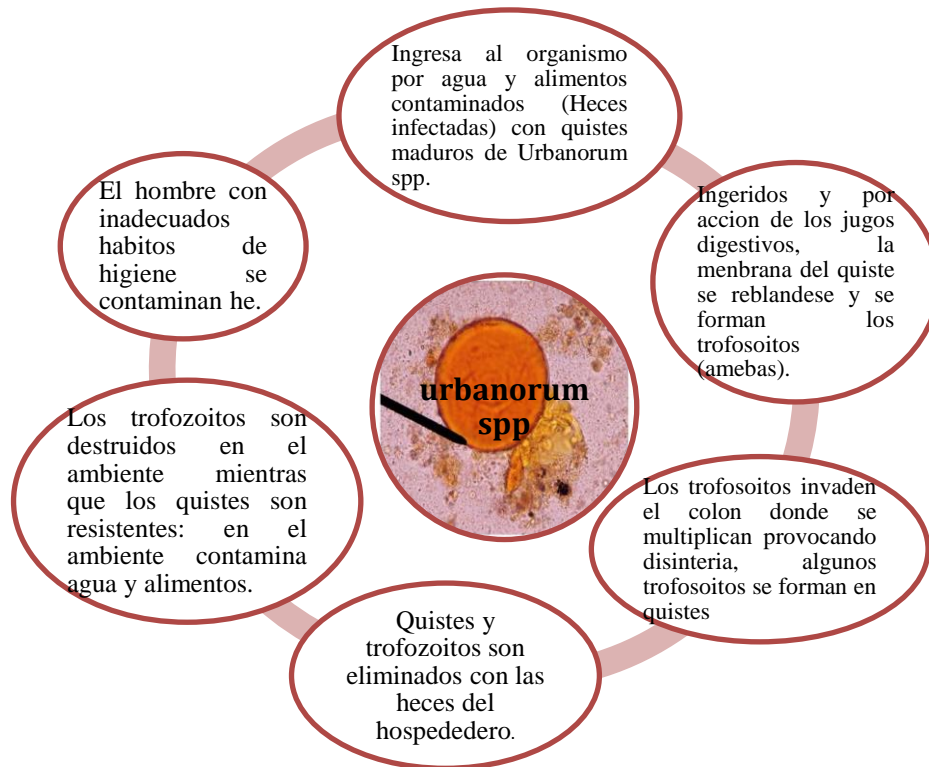 Ingresa al organismo
por agua y alimentos
contaminados (Heces
infectadas) con quistes
maduros de Urbanorum
spp.
Ingeridos y por
accion de los jugos
digestivos, la
menbrana del quiste
se reblandese y se
forman los
trofosoitos
(amebas).
Los trofosoitos invaden
el colon donde se
multiplican provocando
disinteria, algunos
trofosoitos se forman en
quistes
Quistes y
trofozoitos son
eliminados con las
heces del
hospededero.
Los trofozoitos son
destruidos en el
ambiente mientras
que los quistes son
resistentes: en el
ambiente contamina
agua y alimentos.
El hombre con
inadecuados
habitos de
higiene se
contaminan he.
urbanorum
spp